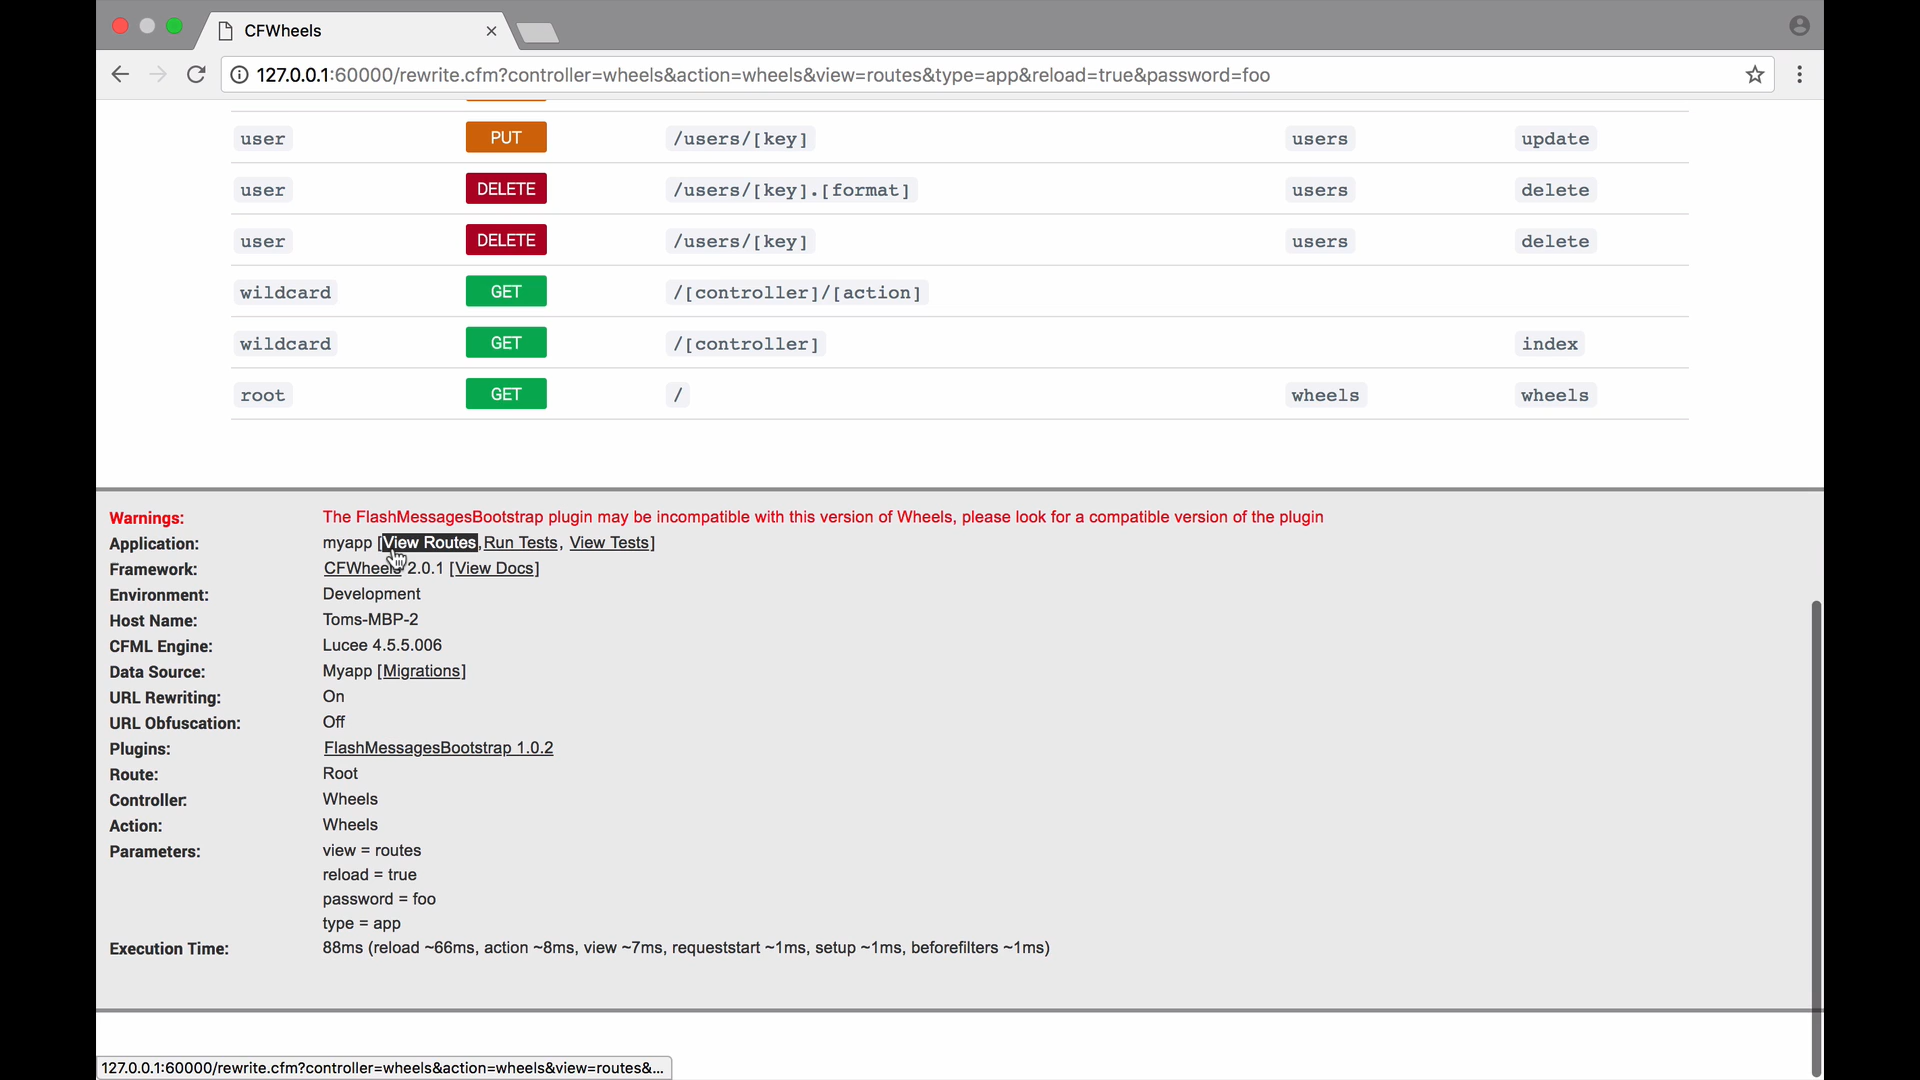 CFWheels
127.0.0.1:60000/rewrite.cfm?controller=wheels&action=wheels&view=routes&type=app&reload=true&password=foo
user PUT /users/[key] users update
user DELETE /users/[key].[format] users delete
user DELETE /users/[key] users delete
wildcard GET /[controller]/[action]
wildcard GET /[controller] index
root GET / wheels wheels
Warnings: The FlashMessagesBootstrap plugin may be incompatible with this version of Wheels, please look for a compatible version of the plugin
Application: myapp [View Routes, Run Tests, View Tests]
Framework: CFWheels 2.0.1 [View Docs]
Environment: Development
Host Name: Toms-MBP-2
CFML Engine: Lucee 4.5.5.006
Data Source: Myapp [Migrations]
URL Rewriting: On
URL Obfuscation: Off
Plugins: FlashMessagesBootstrap 1.0.2
Route: Root
Controller: Wheels
Action: Wheels
Parameters: view = routes
reload = true
password = foo
type = app
Execution Time: 88ms (reload ~66ms, action ~8ms, view ~7ms, requeststart ~1ms, setup ~1ms, beforefilters ~1ms)
127.0.0.1:60000/rewrite.cfm?controller=wheels&action=wheels&view=routes&...